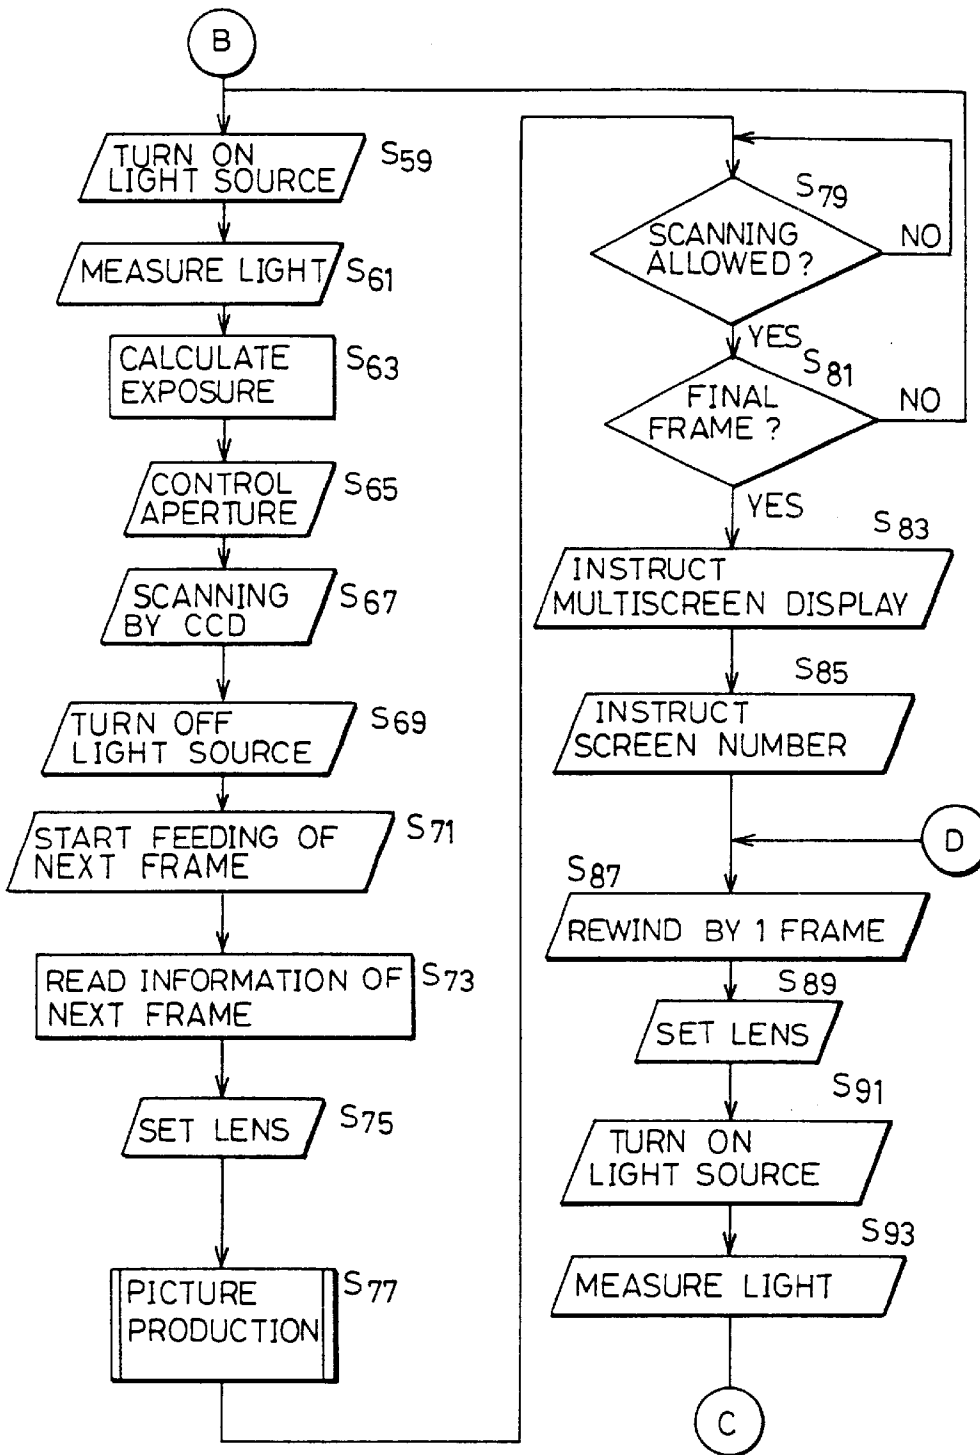 B
TURN ON
LIGHT SOURCE
S59
MEASURE LIGHT
S61
CALCULATE
EXPOSURE
S63
CONTROL
APERTURE
S65
SCANNING
BY CCD
S67
TURN OFF
LIGHT SOURCE
S69
START FEEDING OF
NEXT FRAME
S71
READ INFORMATION OF
NEXT FRAME
S73
SET LENS
S75
PICTURE
PRODUCTION
S77
S79
SCANNING
ALLOWED?
NO
YES
S81
FINAL
FRAME?
NO
YES
S83
INSTRUCT
MULTISCREEN DISPLAY
S85
INSTRUCT
SCREEN NUMBER
D
S87
REWIND BY 1 FRAME
S89
SET LENS
S91
TURN ON
LIGHT SOURCE
S93
MEASURE LIGHT
C